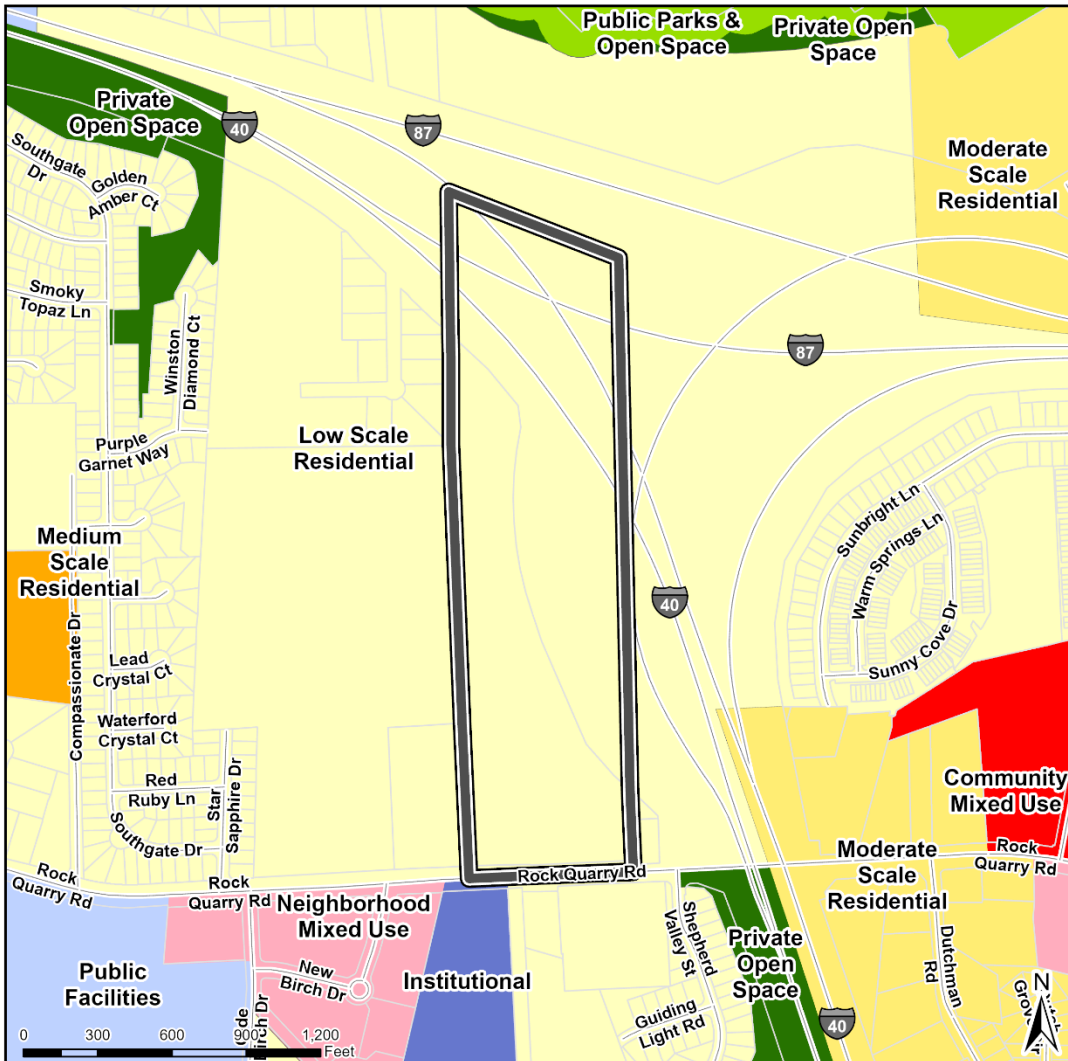 Public Parks &
Open Space
Private Open
Space
Private
Open Space
40
87
Southgate
Dr
Golden
Amber Ct
Moderate
Scale
Residential
Smoky
Topaz Ln
Winston
Diamond Ct
87
Low Scale
Residential
Purple
Garnet Way
Sunbright Ln
Warm Springs Ln
Sunny Cove Dr
Medium
Scale
Residential
Compassionate Dr
40
Lead
Crystal Ct
Waterford
Crystal Ct
Red
Ruby Ln
Star
Sapphire Dr
Southgate Dr
Community
Mixed Use
Rock
Quarry Rd
Rock
Quarry Rd
Rock Quarry Rd
Rock
Quarry Rd
Moderate
Scale
Residential
Neighborhood
Mixed Use
Shepherd
Valley St
Private
Open
Space
Dutchman
Rd
Public
Facilities
New
Birch Dr
Institutional
Guiding
Light Rd
Birch Dr
40
N
0 300 600 900 1,200
Feet